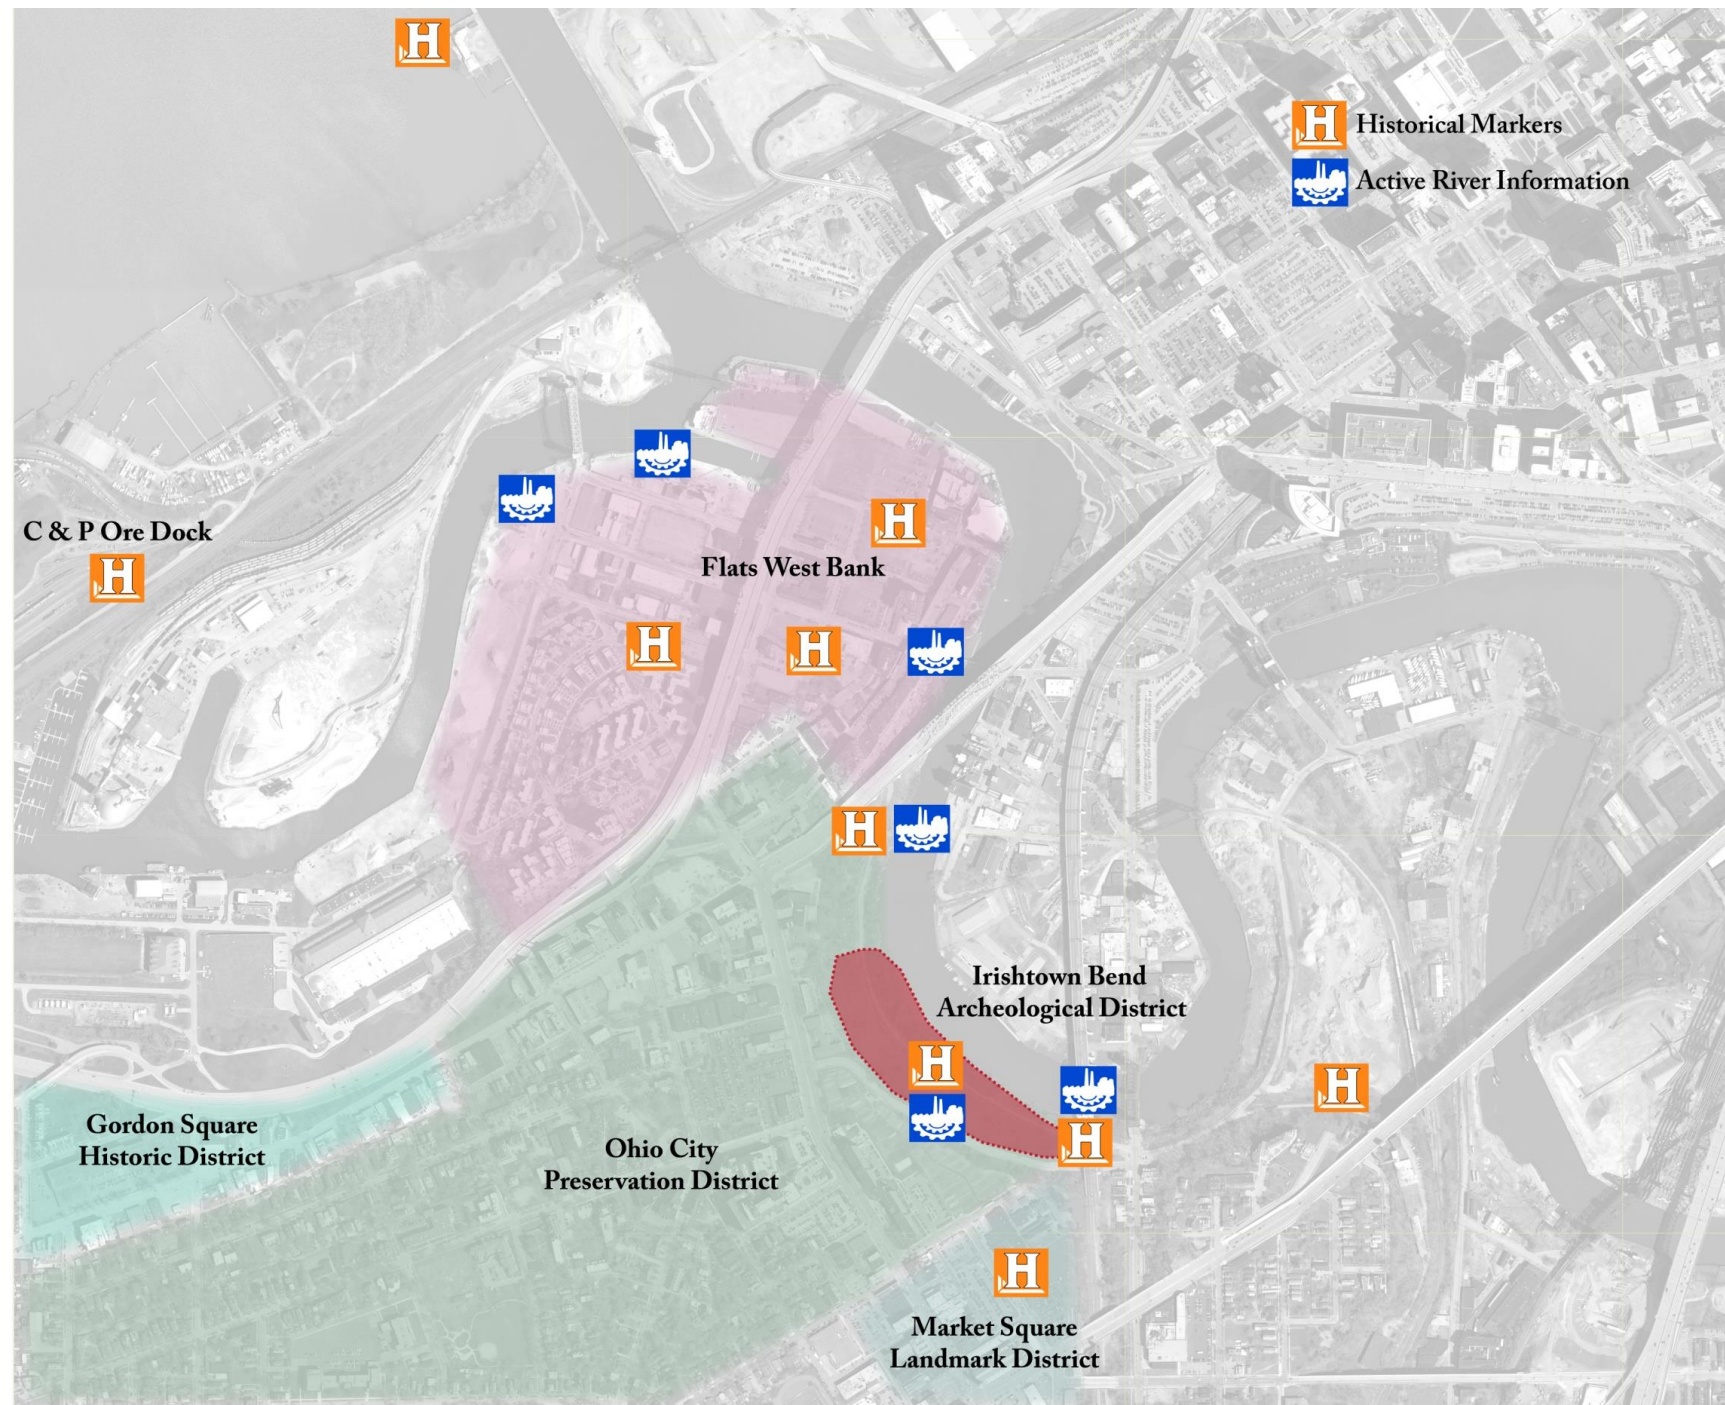 H
H Historical Markers
Active River Information
C & P Ore Dock
H
H
Flats West Bank
H
H
H
Irishtown Bend
Archeological District
H
H
H
Gordon Square
Historic District
Ohio City
Preservation District
H
Market Square
Landmark District